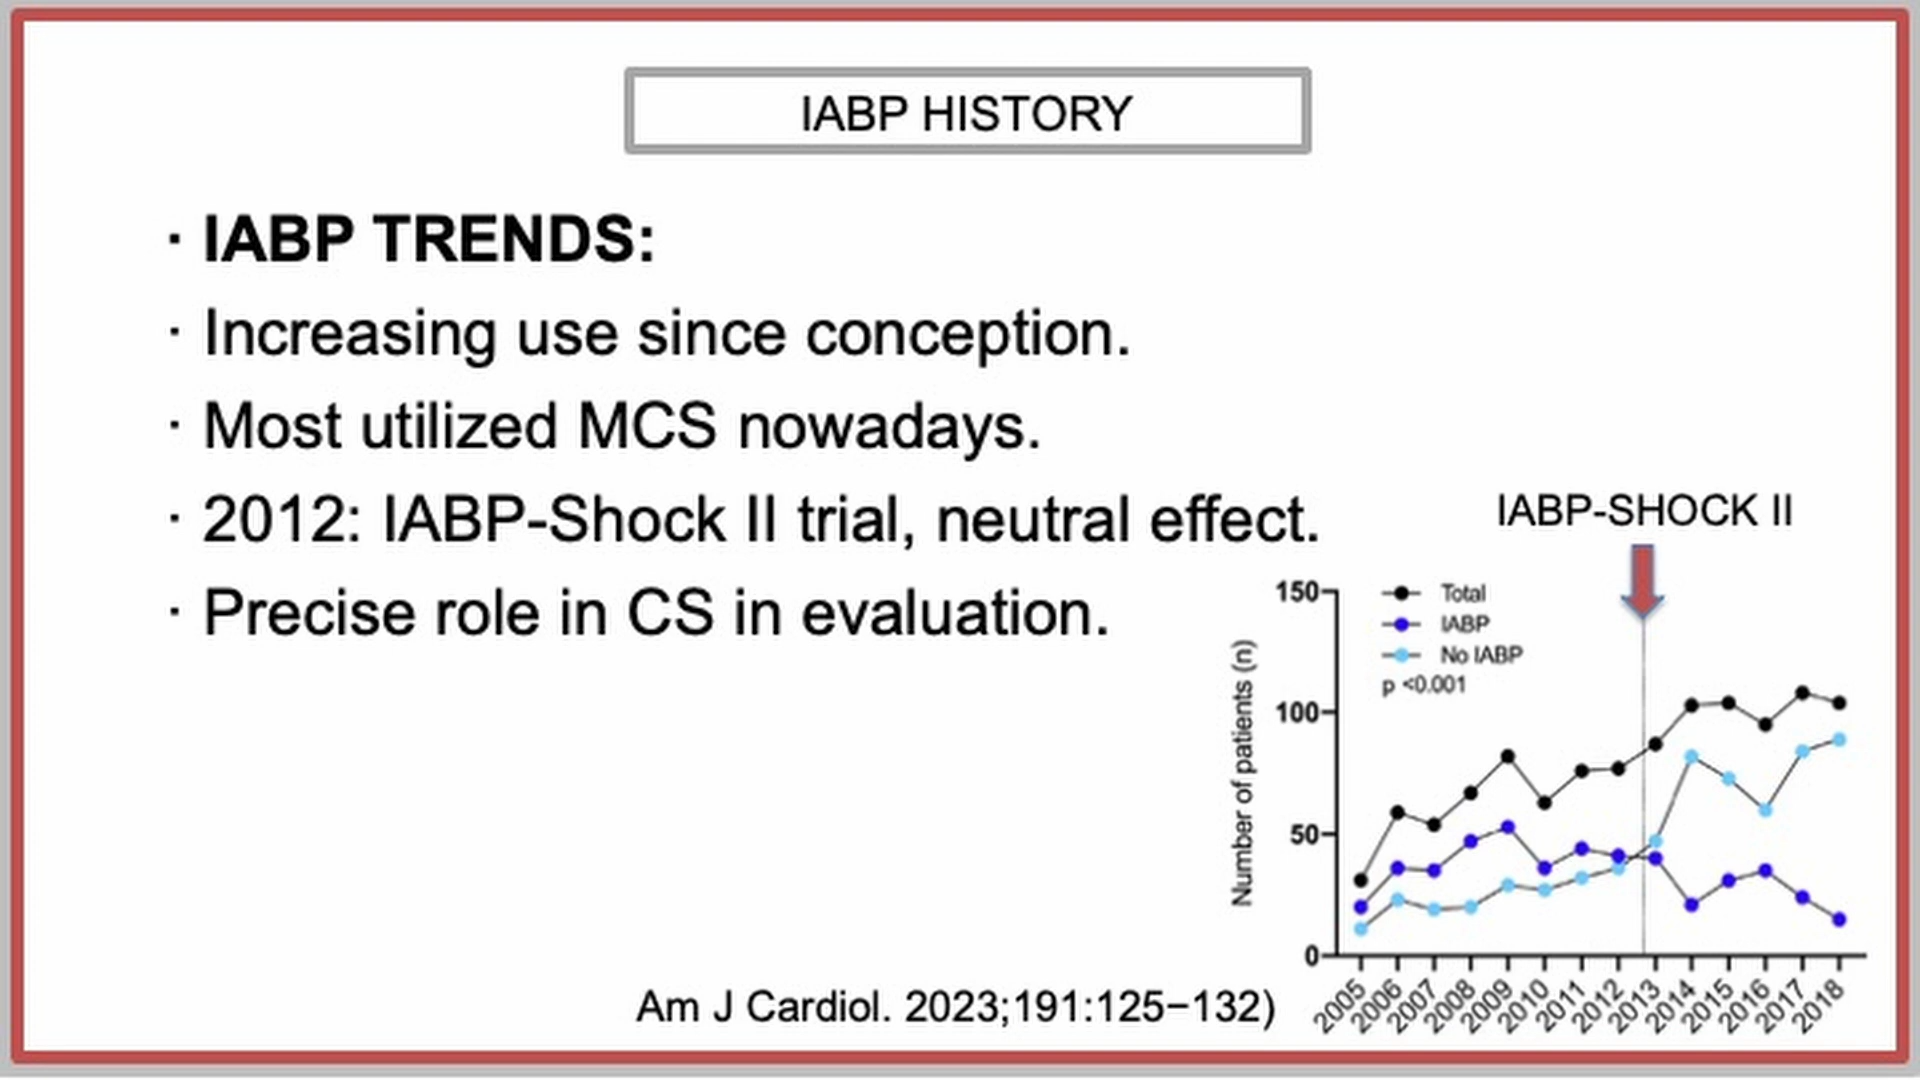 IABP HISTORY
· IABP TRENDS:
· Increasing use since conception.
· Most utilized MCS nowadays.
· 2012: IABP-Shock II trial, neutral effect.
· Precise role in CS in evaluation.
IABP-SHOCK II
Total
IABP
No IABP
p <0.001
Number of patients (n)
150
100
50
0
2005 2006 2007 2008 2009 2010 2011 2012 2013 2014 2015 2016 2017 2018
Am J Cardiol. 2023;191:125−132)